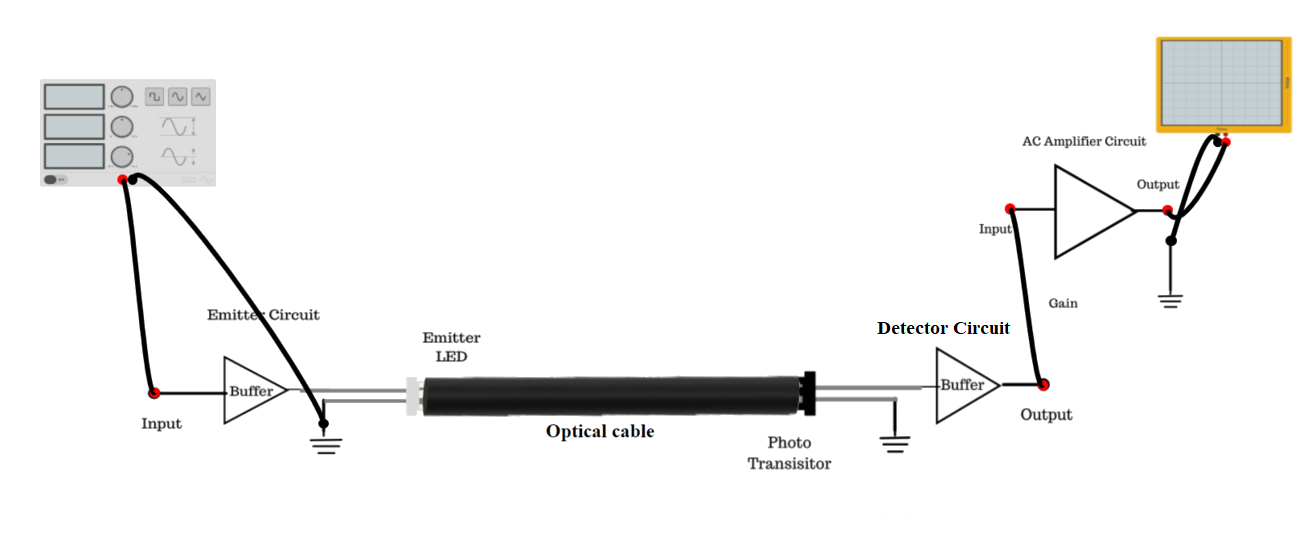 AC Amplifier Circuit
Output
Input
Gain
Emitter Circuit
Detector Circuit
Emitter
LED
Buffer
Buffer
Input
Optical cable
Output
Photo
Transisitor